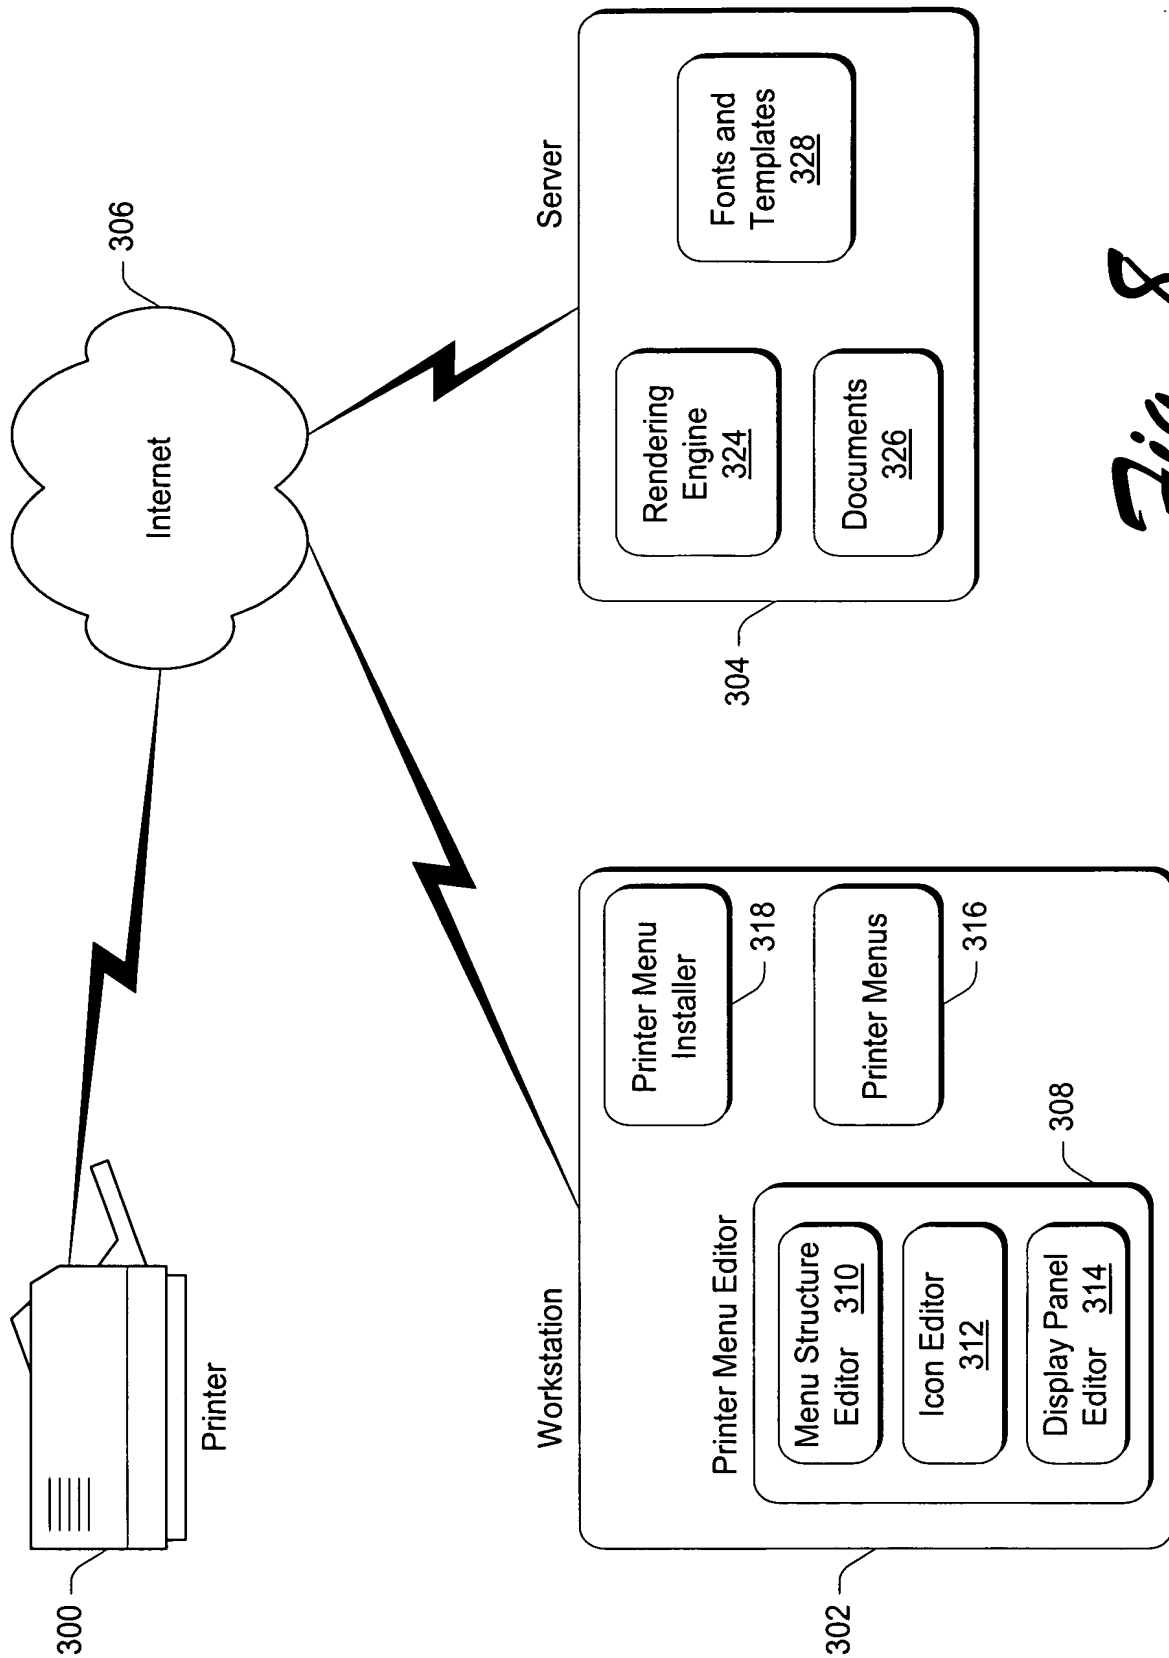 300
Printer
Internet
306
Workstation
Printer Menu Editor
Menu Structure
Editor 310
Icon Editor
312
Display Panel
Editor 314
308
Printer Menu
Installer
318
Printer Menus
316
302
Server
Rendering
Engine
324
Documents
326
Fonts and
Templates
328
304
Fig. 8